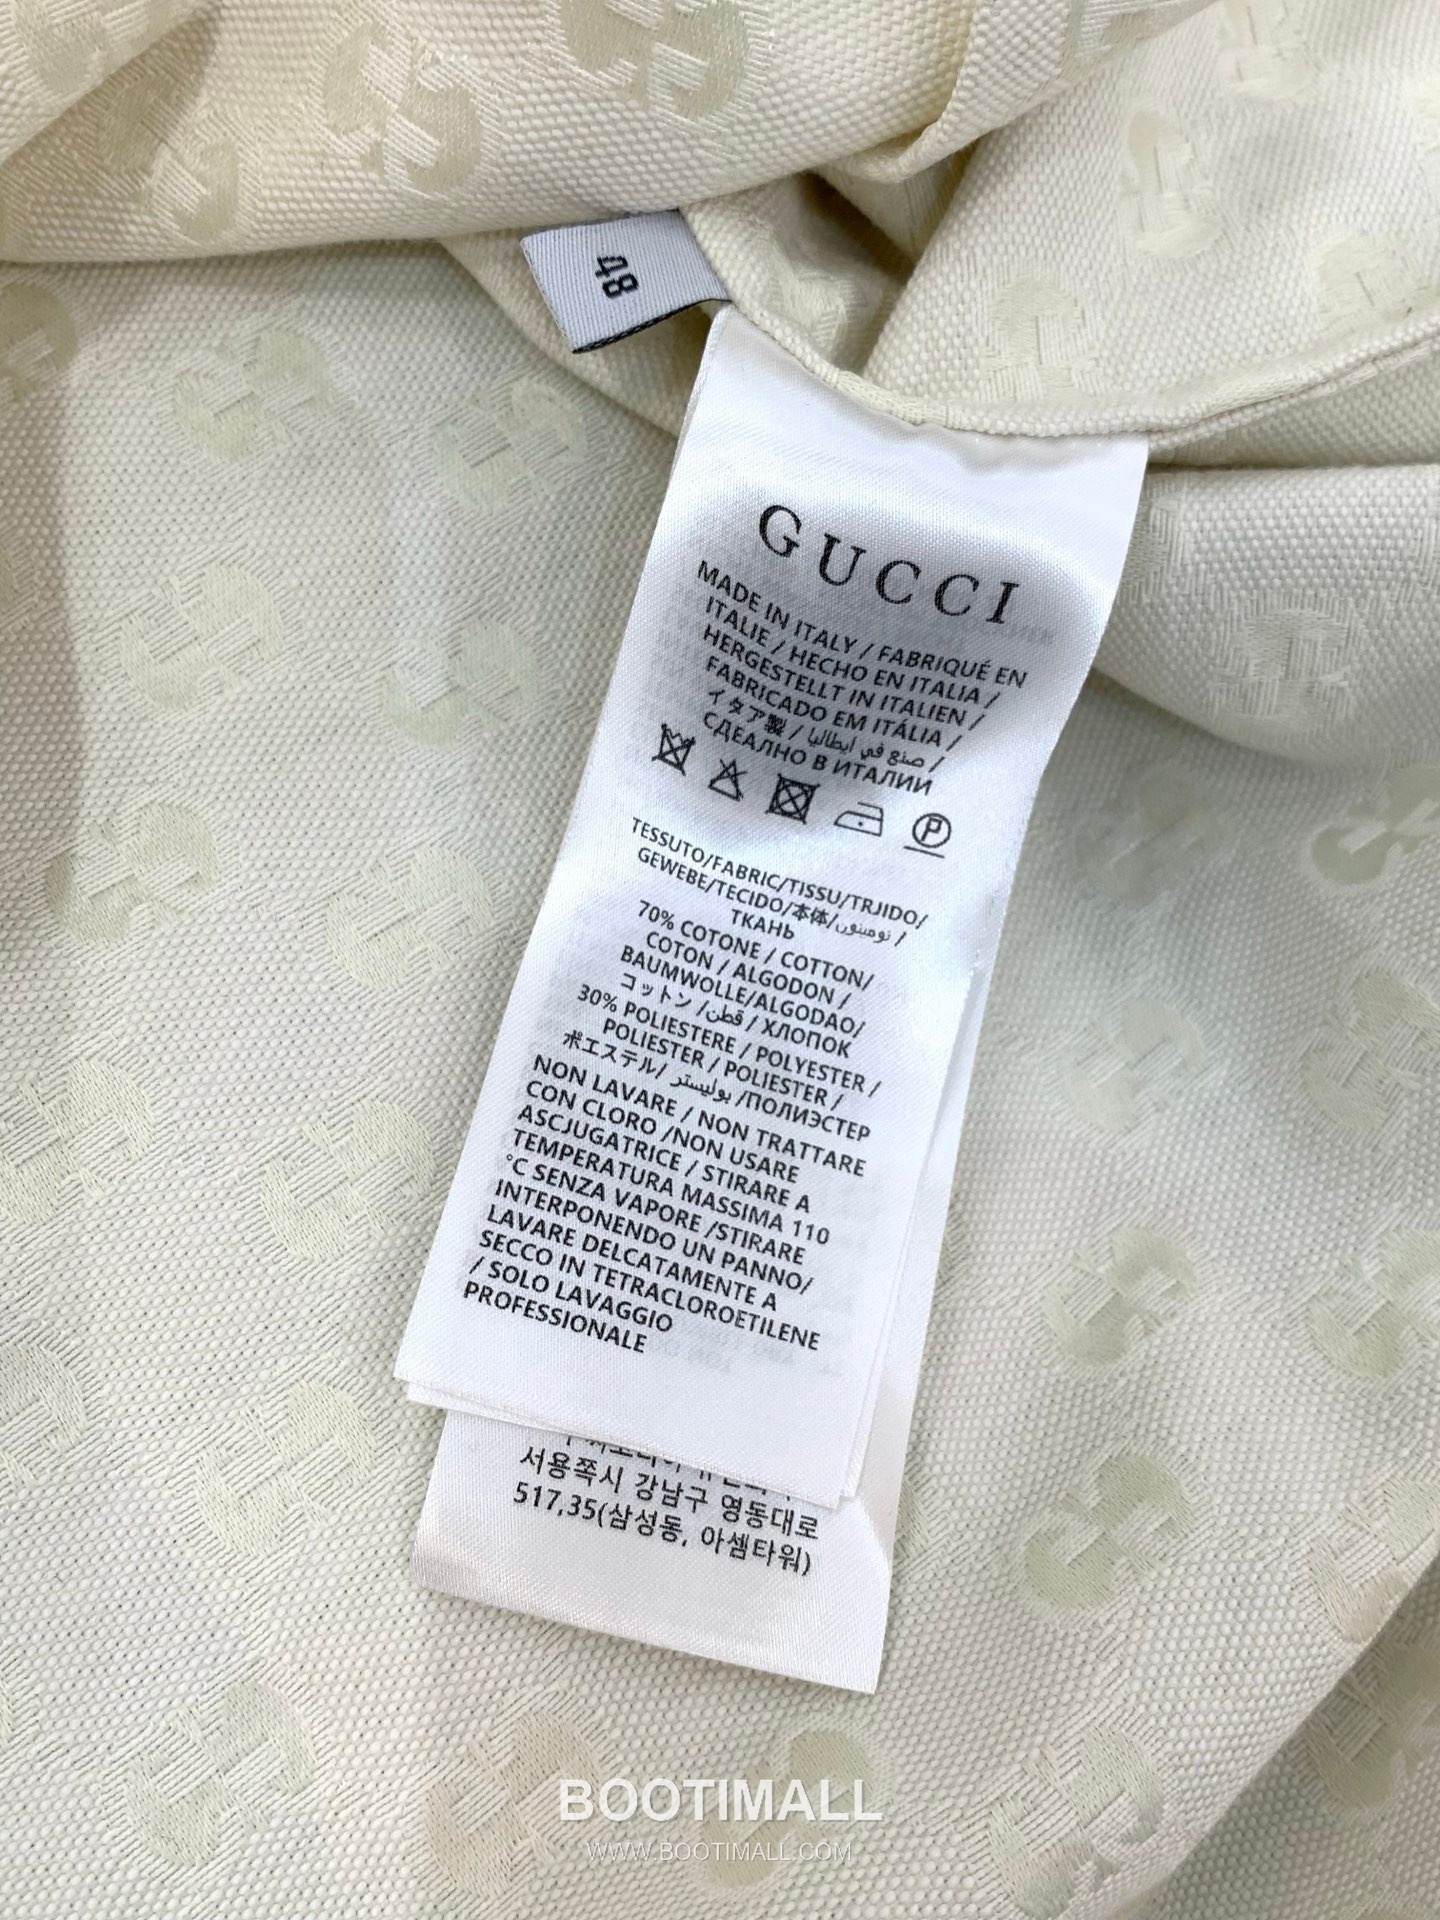 48
GUCCI
MADE IN ITALY / FABRIQUÉ EN
ITALIE / HECHO EN ITALIA /
HERGESTELLT IN ITALIEN /
FABRICADO EM ITÁLIA /
イタア製 / صنع في ايطاليا /
СДЕАЛНО В ИТАЛИИ
P
TESSUTO/FABRIC/TISSU/TRJIDO/
GEWEBE/TECIDO/本体/نومينون /
ТКАНЬ
70% COTONE / COTTON/
COTON / ALGODON /
BAUMWOLLE/ALGODAO/
コットン /قطن / ХЛОПОК
30% POLIESTERE / POLYESTER /
POLIESTER / POLIESTER /
ポエステル/ بوليستر /ПОЛИЭСТЕР
NON LAVARE / NON TRATTARE
CON CLORO /NON USARE
ASCJUGATRICE / STIRARE A
TEMPERATURA MASSIMA 110
°C SENZA VAPORE /STIRARE
INTERPONENDO UN PANNO/
LAVARE DELCATAMENTE A
SECCO IN TETRACLOROETILENE
/ SOLO LAVAGGIO
PROFESSIONALE
서용쪽시 강남구 영동대로
517,35(삼성동, 아셈타워)
BOOTIMALL
WWW.BOOTIMALL.COM